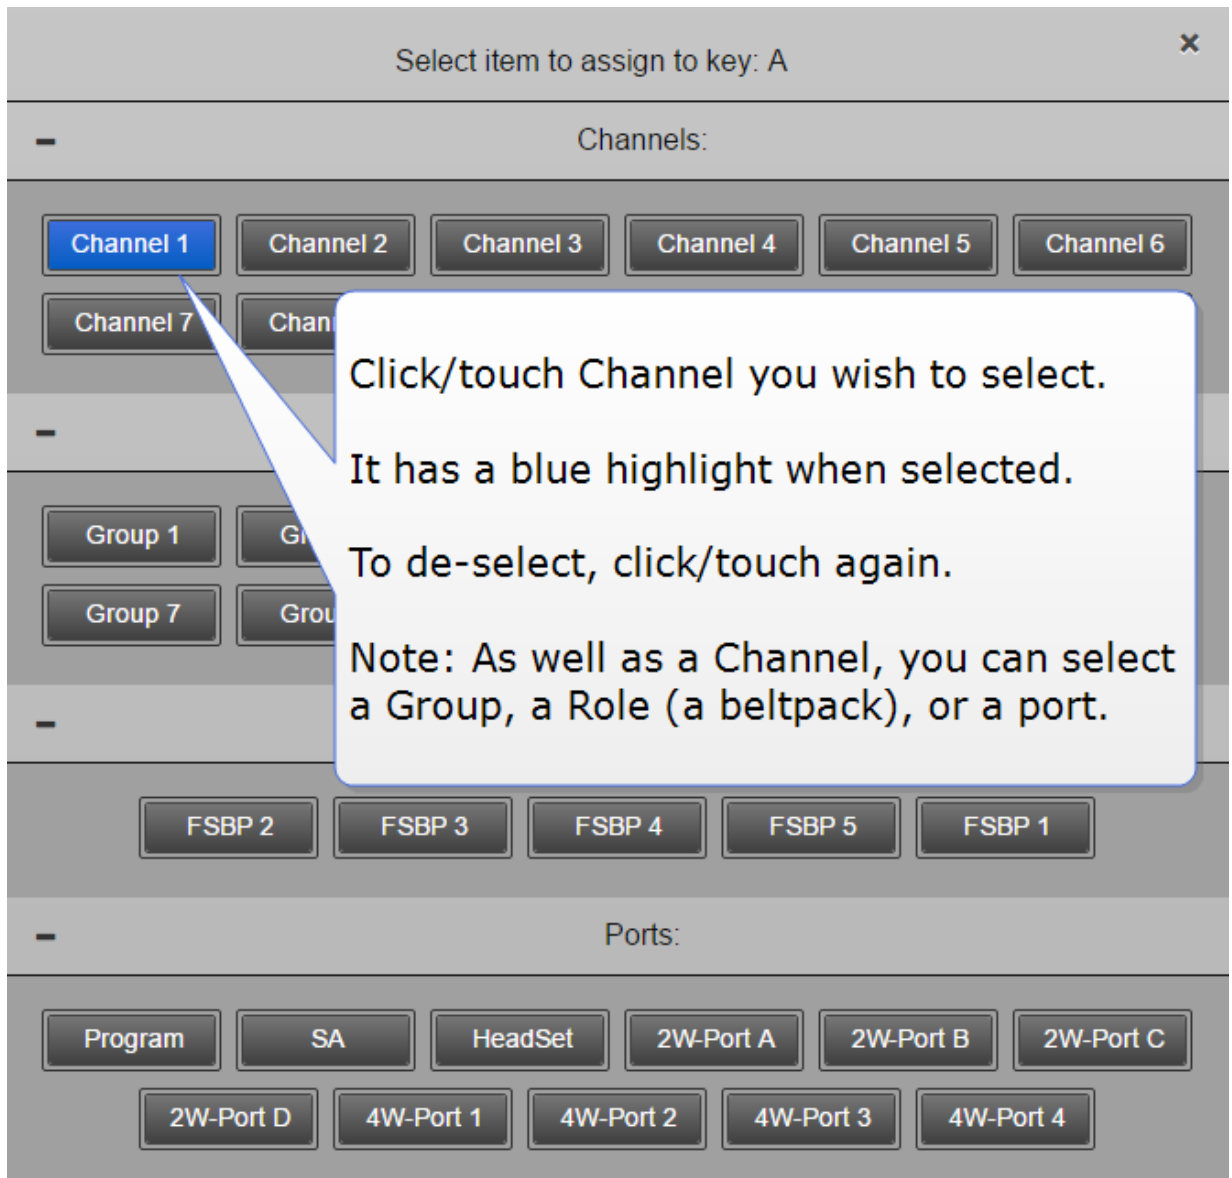 Select item to assign to key: A
×
Channels:
Channel 1 Channel 2 Channel 3 Channel 4 Channel 5 Channel 6
Channel 7
Click/touch Channel you wish to select.
It has a blue highlight when selected.
Group 1
To de-select, click/touch again.
Group 7
Note: As well as a Channel, you can select
a Group, a Role (a beltpack), or a port.
FSBP 2 FSBP 3 FSBP 4 FSBP 5 FSBP 1
Ports:
Program SA HeadSet 2W-Port A 2W-Port B 2W-Port C
2W-Port D 4W-Port 1 4W-Port 2 4W-Port 3 4W-Port 4